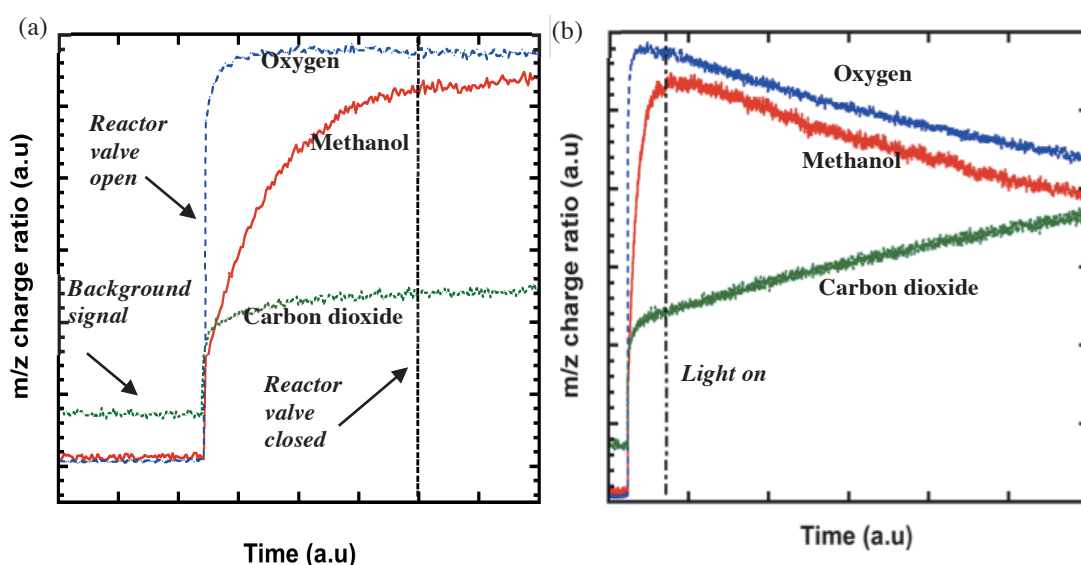 (a)
m/z charge ratio (a.u)
Oxygen
Reactor
valve
open
Methanol
Background
signal
Carbon dioxide
Reactor
valve
closed
Time (a.u)
(b)
m/z charge ratio (a.u)
Oxygen
Methanol
Carbon dioxide
Light on
Time (a.u)